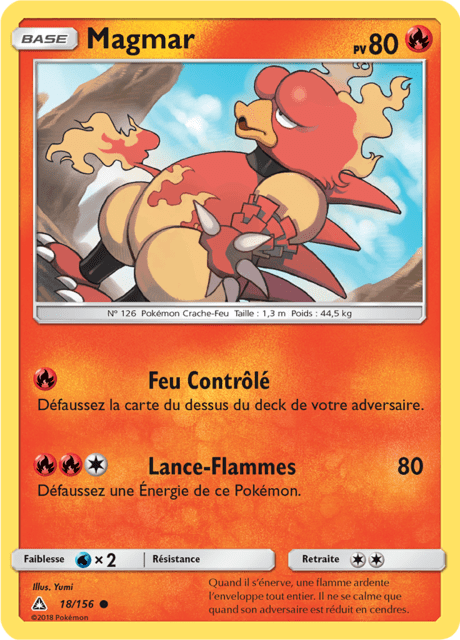 BASE Magmar PV 80
N° 126 Pokémon Crache-Feu Taille : 1,3 m Poids : 44,5 kg
Feu Contrôlé
Défaussez la carte du dessus du deck de votre adversaire.
Lance-Flammes 80
Défaussez une Énergie de ce Pokémon.
Faiblesse ×2 Résistance Retraite
Illus. Yumi
18/156
©2018 Pokémon
Quand il s'énerve, une flamme ardente
l'enveloppe tout entier. Il ne se calme que
quand son adversaire est réduit en cendres.